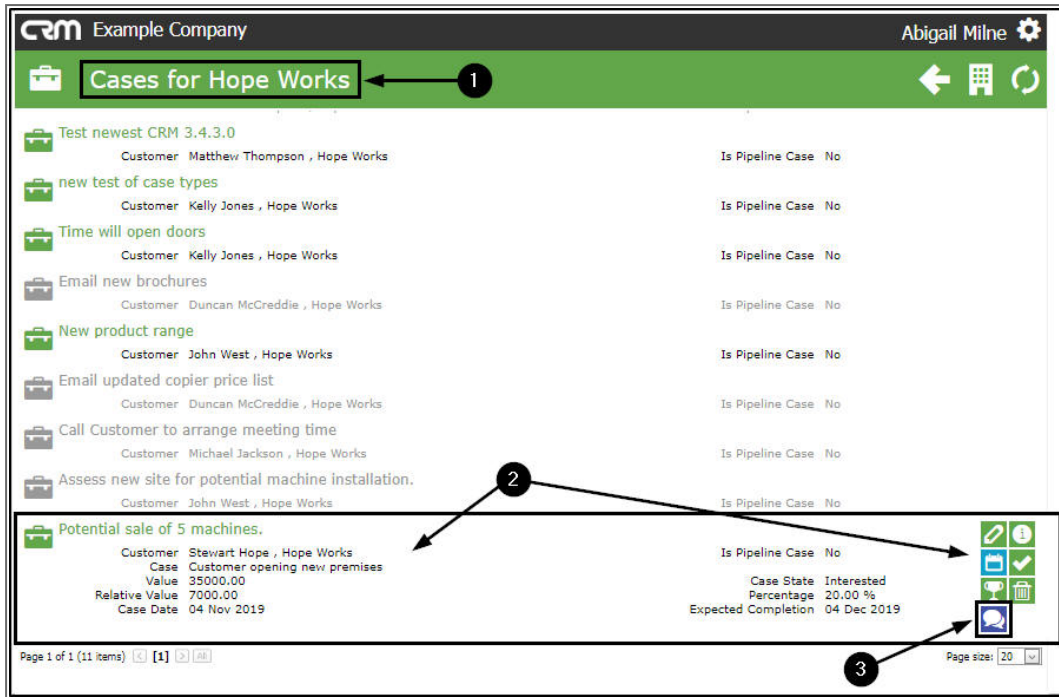 CRM Example Company
Abigail Milne
Cases for Hope Works
1
Test newest CRM 3.4.3.0
Customer Matthew Thompson , Hope Works Is Pipeline Case No
new test of case types
Customer Kelly Jones , Hope Works Is Pipeline Case No
Time will open doors
Customer Kelly Jones , Hope Works Is Pipeline Case No
Email new brochures
Customer Duncan McCreddie , Hope Works Is Pipeline Case No
New product range
Customer John West , Hope Works Is Pipeline Case No
Email updated copier price list
Customer Duncan McCreddie , Hope Works Is Pipeline Case No
Call Customer to arrange meeting time
Customer Michael Jackson , Hope Works Is Pipeline Case No
Assess new site for potential machine installation.
2
Customer John West , Hope Works Is Pipeline Case No
Potential sale of 5 machines.
Customer Stewart Hope , Hope Works Is Pipeline Case No
Case Customer opening new premises
Value 35000.00 Case State Interested
Relative Value 7000.00 Percentage 20.00 %
Case Date 04 Nov 2019 Expected Completion 04 Dec 2019
Page 1 of 1 (11 items) [1] All Page size: 20
3